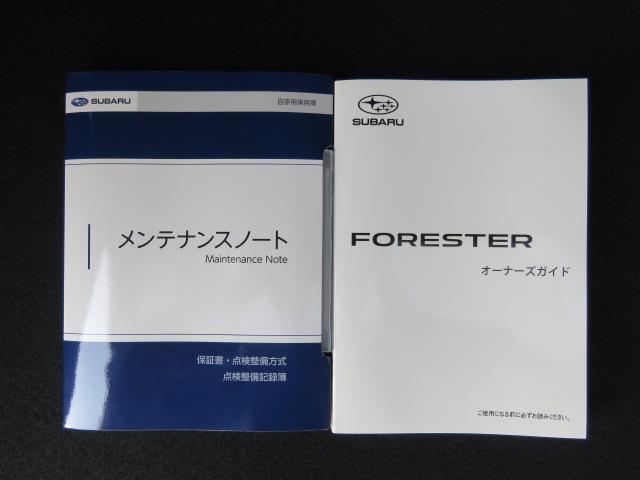 SUBARU
自家用乗用車
メンテナンスノート
Maintenance Note
保証書・点検整備方式
点検整備記録簿
SUBARU
FORESTER
オーナーズガイド
ご使用になる前に必ずお読みください。